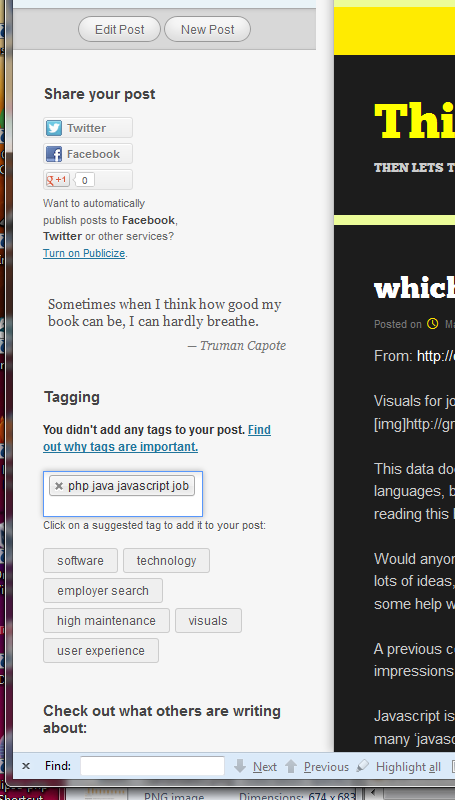 Edit Post
New Post
Share your post
Twitter
Facebook
+1
0
Want to automatically
publish posts to Facebook,
Twitter or other services?
Turn on Publicize.
Sometimes when I think how good my
book can be, I can hardly breathe.
— Truman Capote
Tagging
You didn't add any tags to your post. Find
out why tags are important.
php java javascript job
Click on a suggested tag to add it to your post:
software
technology
employer search
high maintenance
visuals
user experience
Check out what others are writing
about:
Thi
THEN LETS T
which
Posted on
From: http://
Visuals for jo
[img]http://gr
This data do
languages, b
reading this
Would anyon
lots of ideas,
some help w
A previous c
impressions
Javascript is
many ‘javasc
Find:
Next
Previous
Highlight all
PNG image
Dimensions: 674 x 683
Shortcut